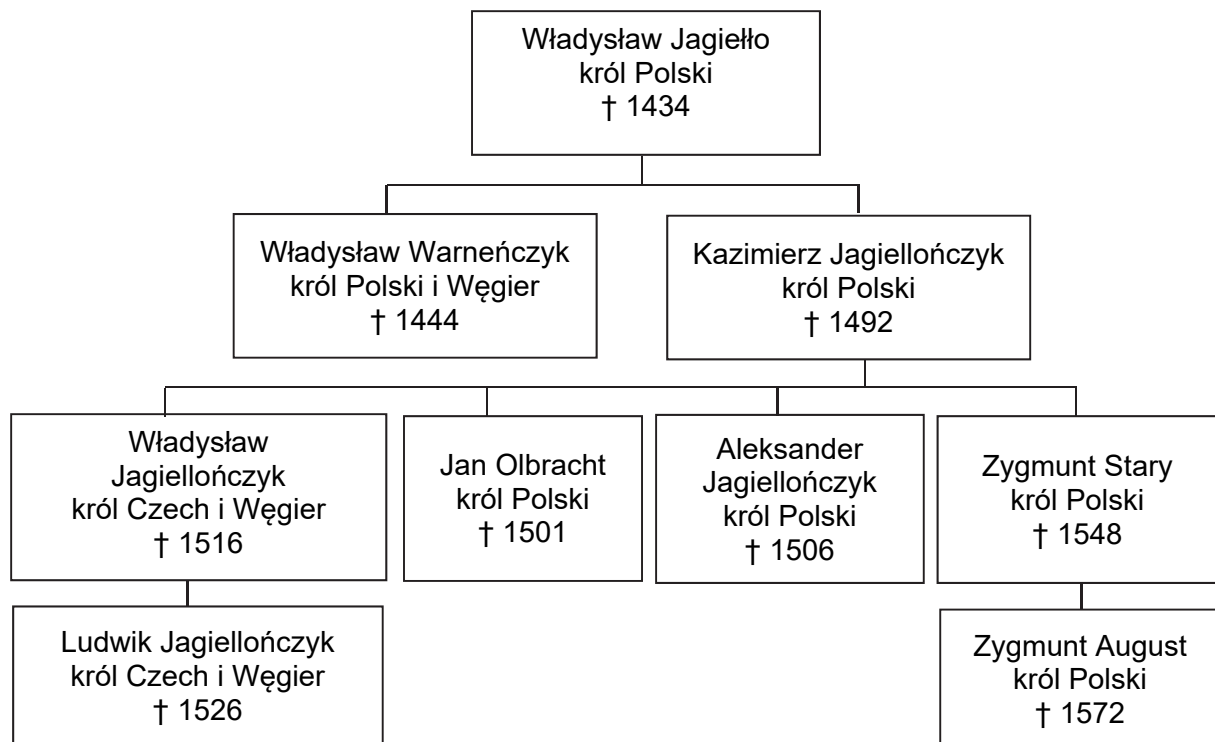 Władysław Jagiełło
król Polski
† 1434
Władysław Warneńczyk
król Polski i Węgier
† 1444
Kazimierz Jagiellończyk
król Polski
† 1492
Władysław
Jagiellończyk
król Czech i Węgier
† 1516
Jan Olbracht
król Polski
† 1501
Aleksander
Jagiellończyk
król Polski
† 1506
Zygmunt Stary
król Polski
† 1548
Ludwik Jagiellończyk
król Czech i Węgier
† 1526
Zygmunt August
król Polski
† 1572